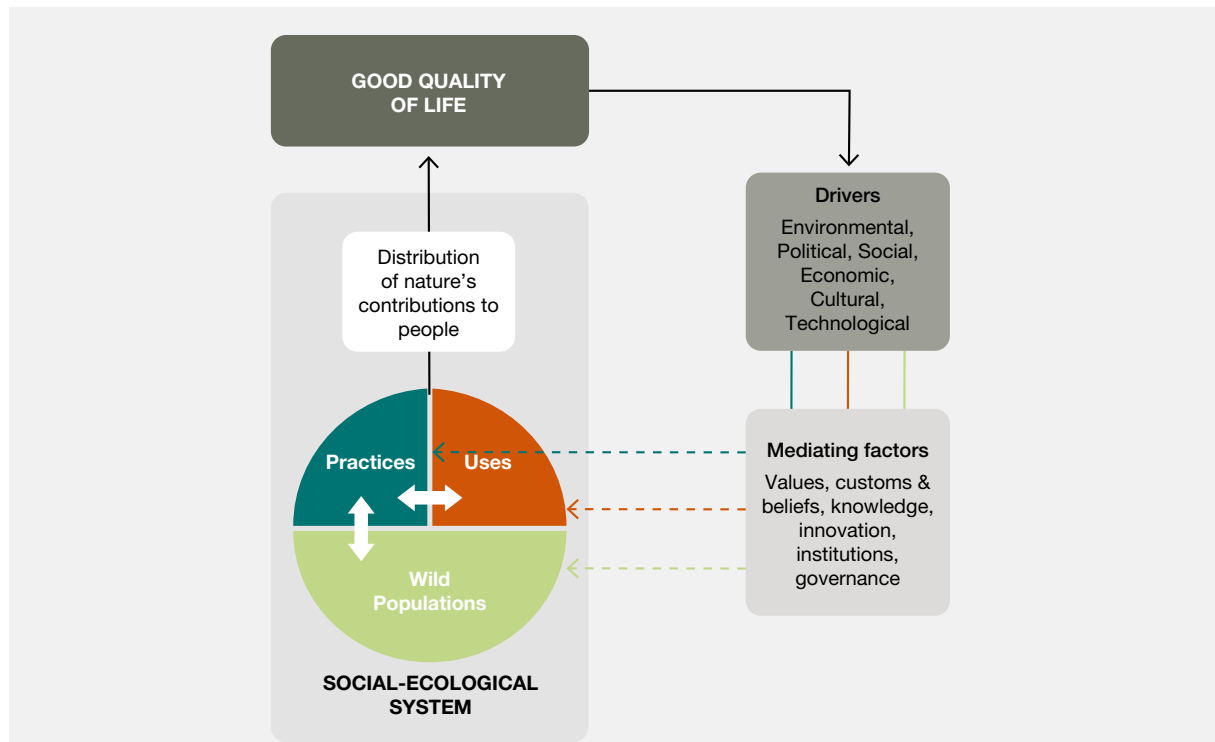 GOOD QUALITY
OF LIFE
Drivers
Environmental,
Political, Social,
Economic,
Cultural,
Technological
Distribution
of nature’s
contributions to
people
Practices
Uses
Wild
Populations
SOCIAL-ECOLOGICAL
SYSTEM
Mediating factors
Values, customs &
beliefs, knowledge,
innovation,
institutions,
governance